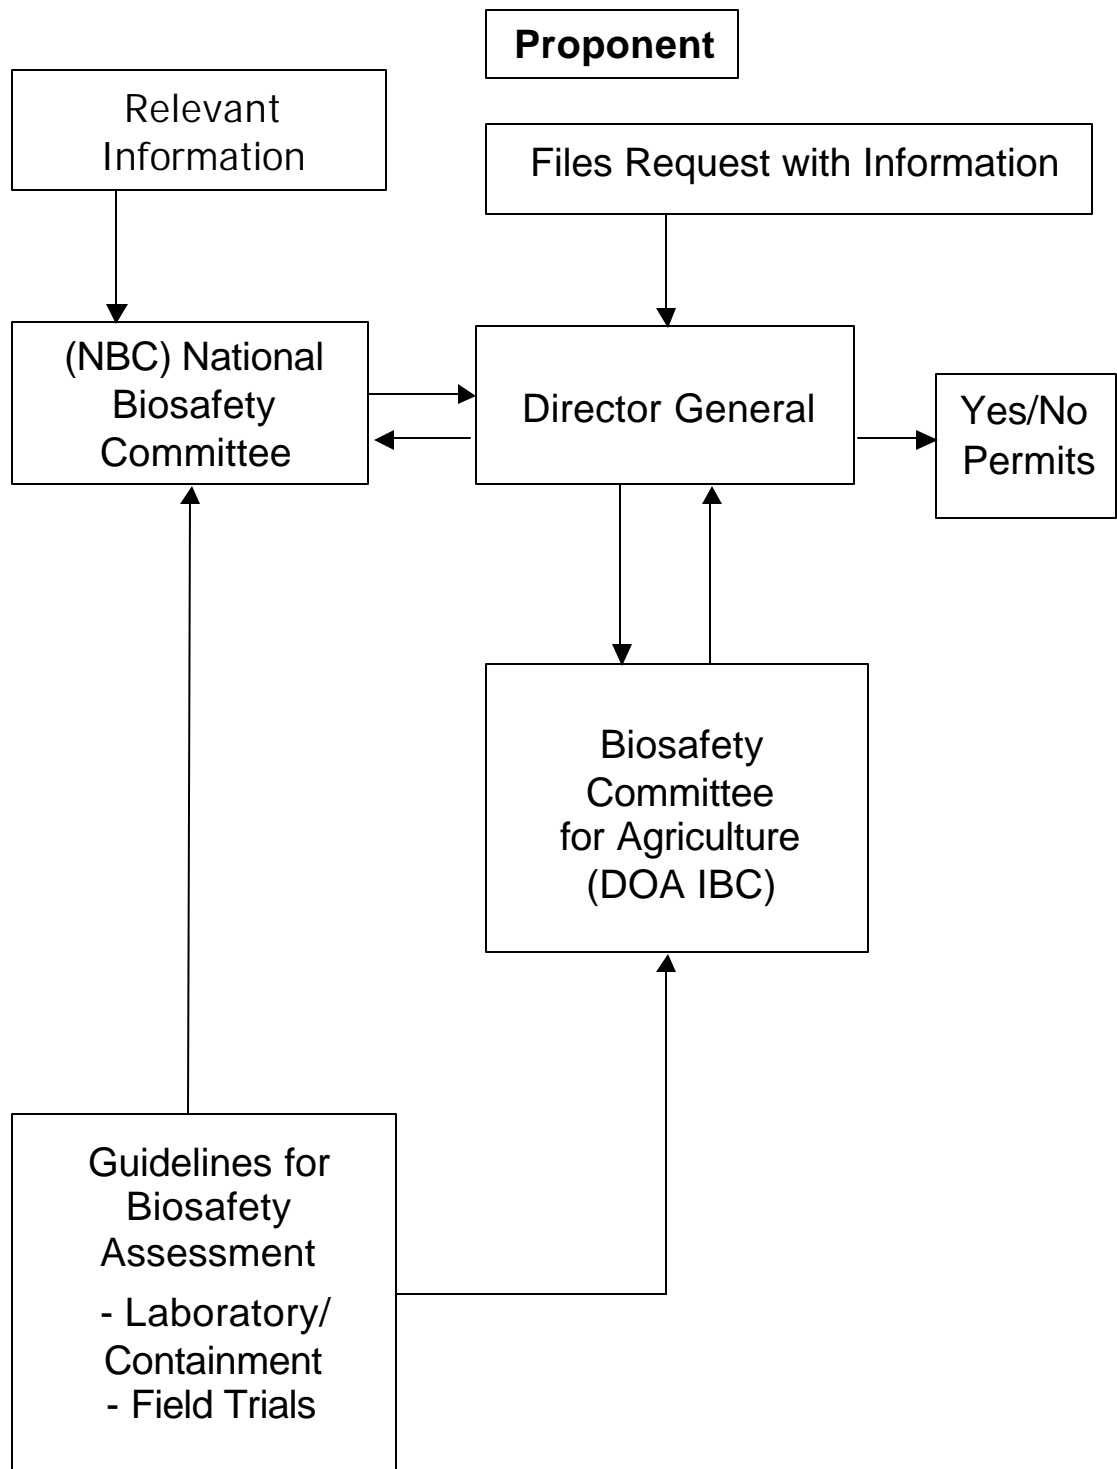 Proponent
Relevant
Information
Files Request with Information
(NBC) National
Biosafety
Committee
Director General
Yes/No
Permits
Biosafety
Committee
for Agriculture
(DOA IBC)
Guidelines for
Biosafety
Assessment
- Laboratory/
Containment
- Field Trials